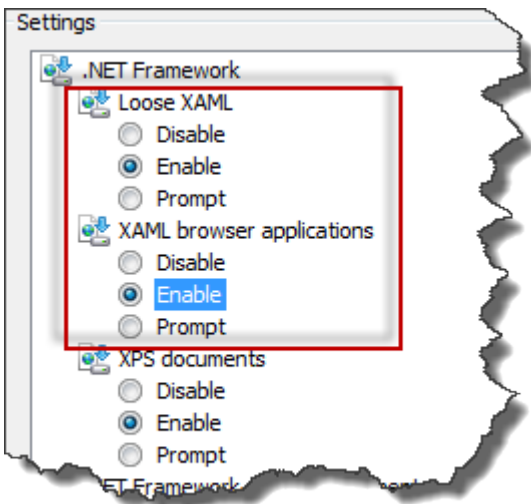 Settings
.NET Framework
Loose XAML
Disable
Enable
Prompt
XAML browser applications
Disable
Enable
Prompt
XPS documents
Disable
Enable
Prompt
Framework